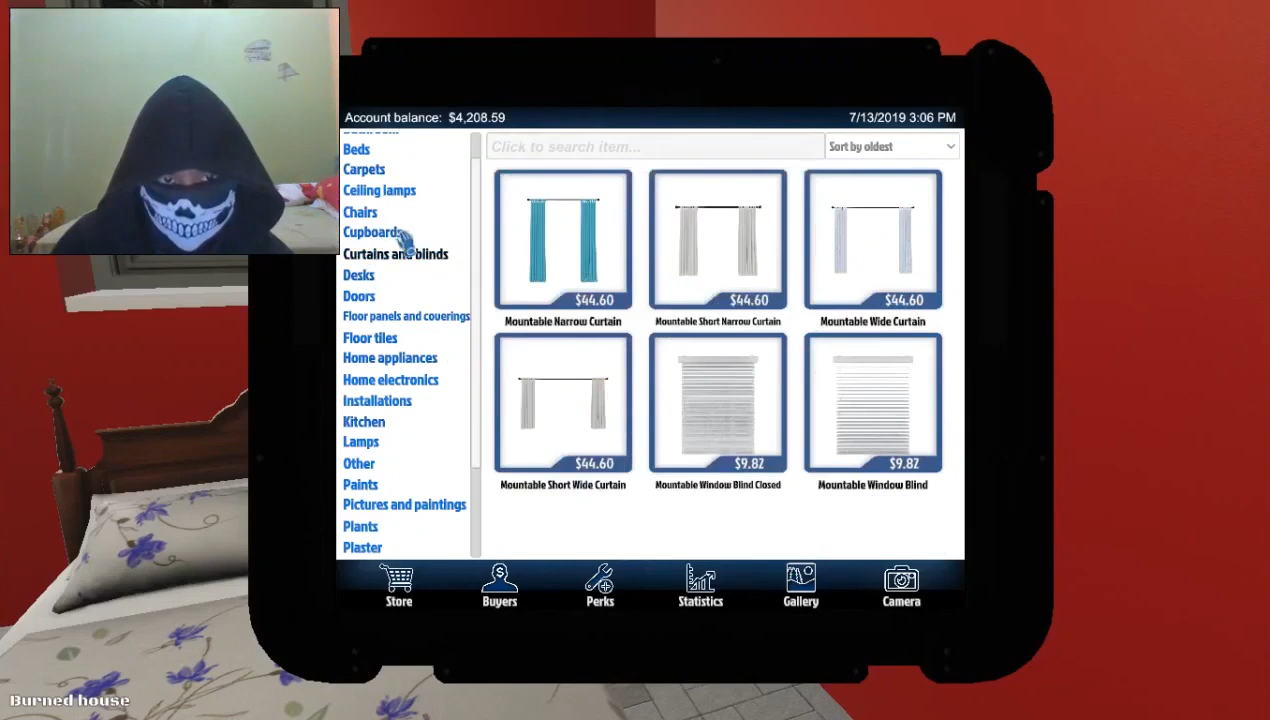 Account balance: $4,208.59
7/13/2019 3:06 PM
Beds
Carpets
Ceiling lamps
Chairs
Cupboards
Curtains and blinds
Desks
Doors
Floor panels and coverings
Floor tiles
Home appliances
Home electronics
Installations
Kitchen
Lamps
Other
Paints
Pictures and paintings
Plants
Plaster
Click to search item...
Sort by oldest
$44.60
$44.60
$44.60
Mountable Narrow Curtain
Mountable Short Narrow Curtain
Mountable Wide Curtain
$44.60
$9.82
$9.82
Mountable Short Wide Curtain
Mountable Window Blind Closed
Mountable Window Blind
Store
Buyers
Perks
Statistics
Gallery
Camera
Burned house